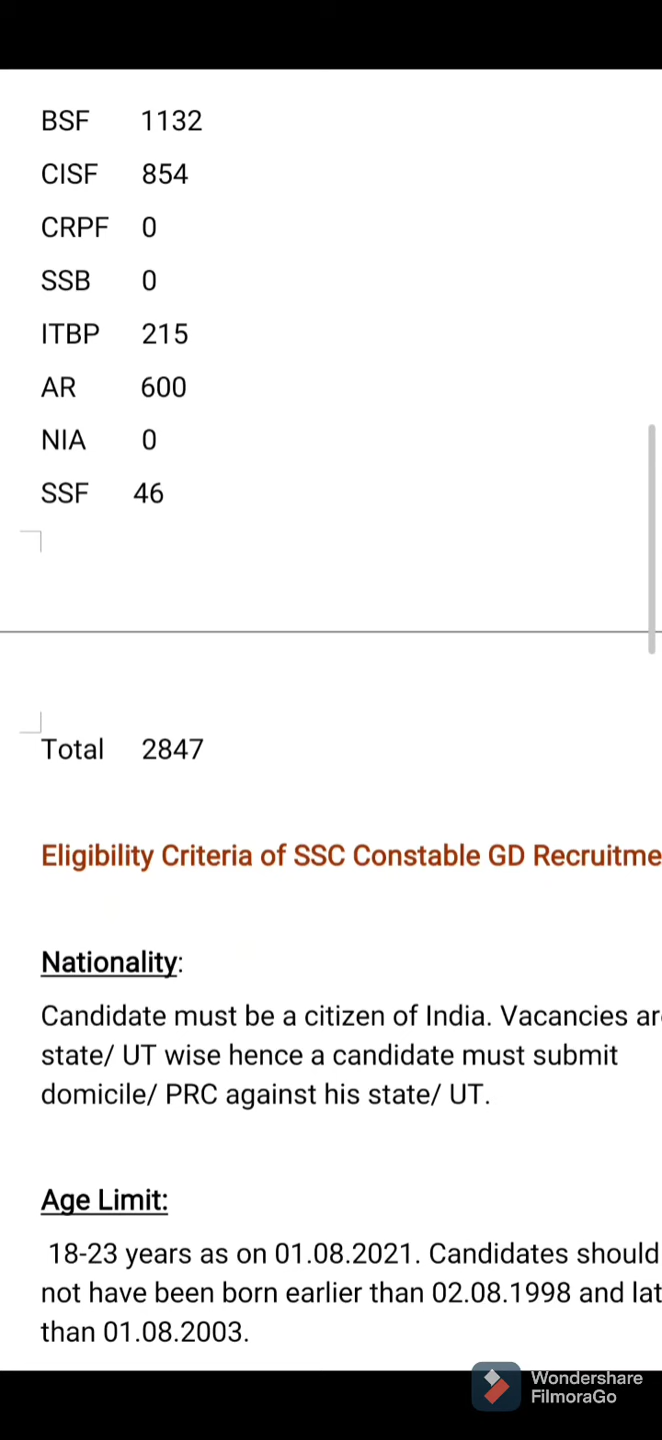 BSF 1132
CISF 854
CRPF 0
SSB 0
ITBP 215
AR 600
NIA 0
SSF 46
Total 2847
Eligibility Criteria of SSC Constable GD
Nationality:
Candidate must be a citizen of India. Vacancies
state/ UT wise hence a candidate must submit
domicile/ PRC against his state/ UT.
Age Limit:
18-23 years as on 01.08.2021. Candidates should
not have been born earlier than 02.08.1998 and
than 01.08.2003.
Wondershare
FilmoraGo